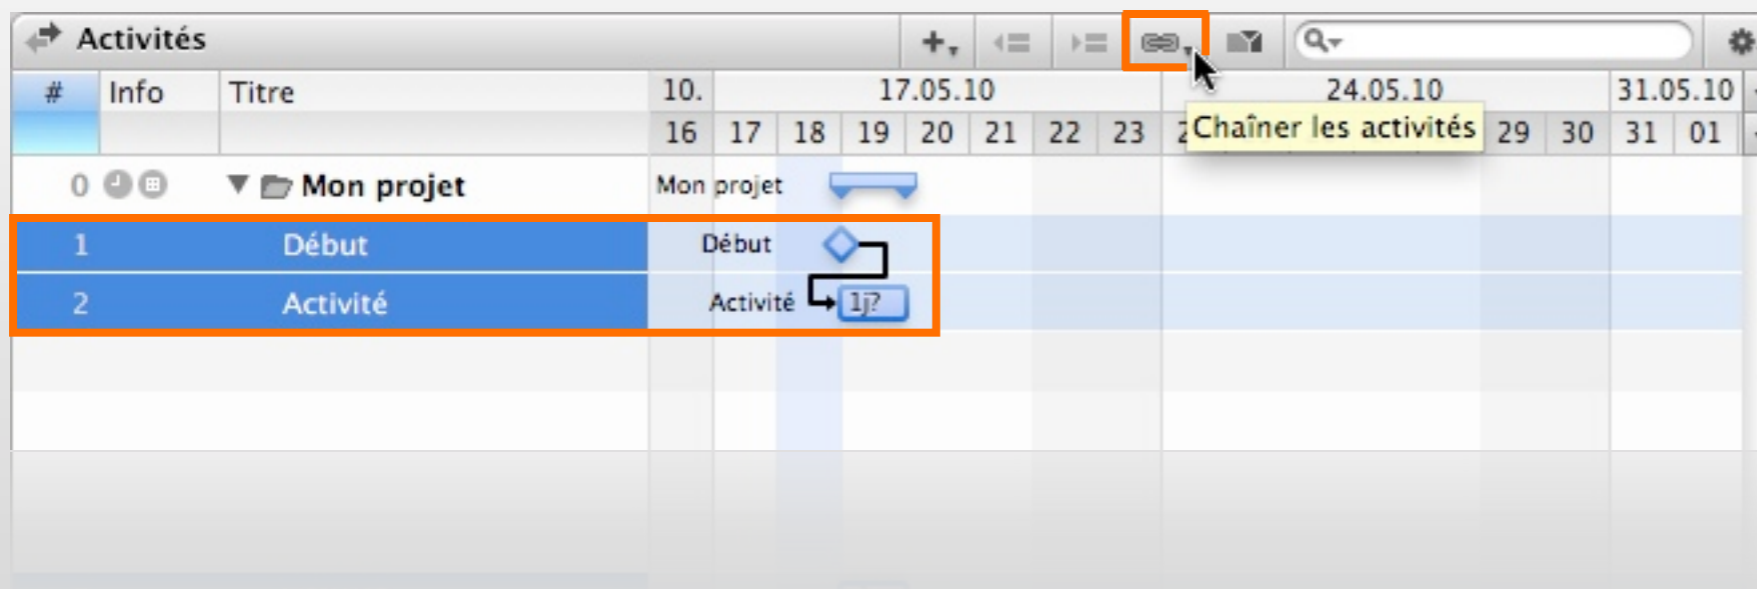 Activités
# Info Titre 10. 17.05.10 24.05.10 31.05.10
16 17 18 19 20 21 22 23 29 30 31 01
Chaîner les activités
0 Mon projet Mon projet
1 Début Début
2 Activité Activité 1j?